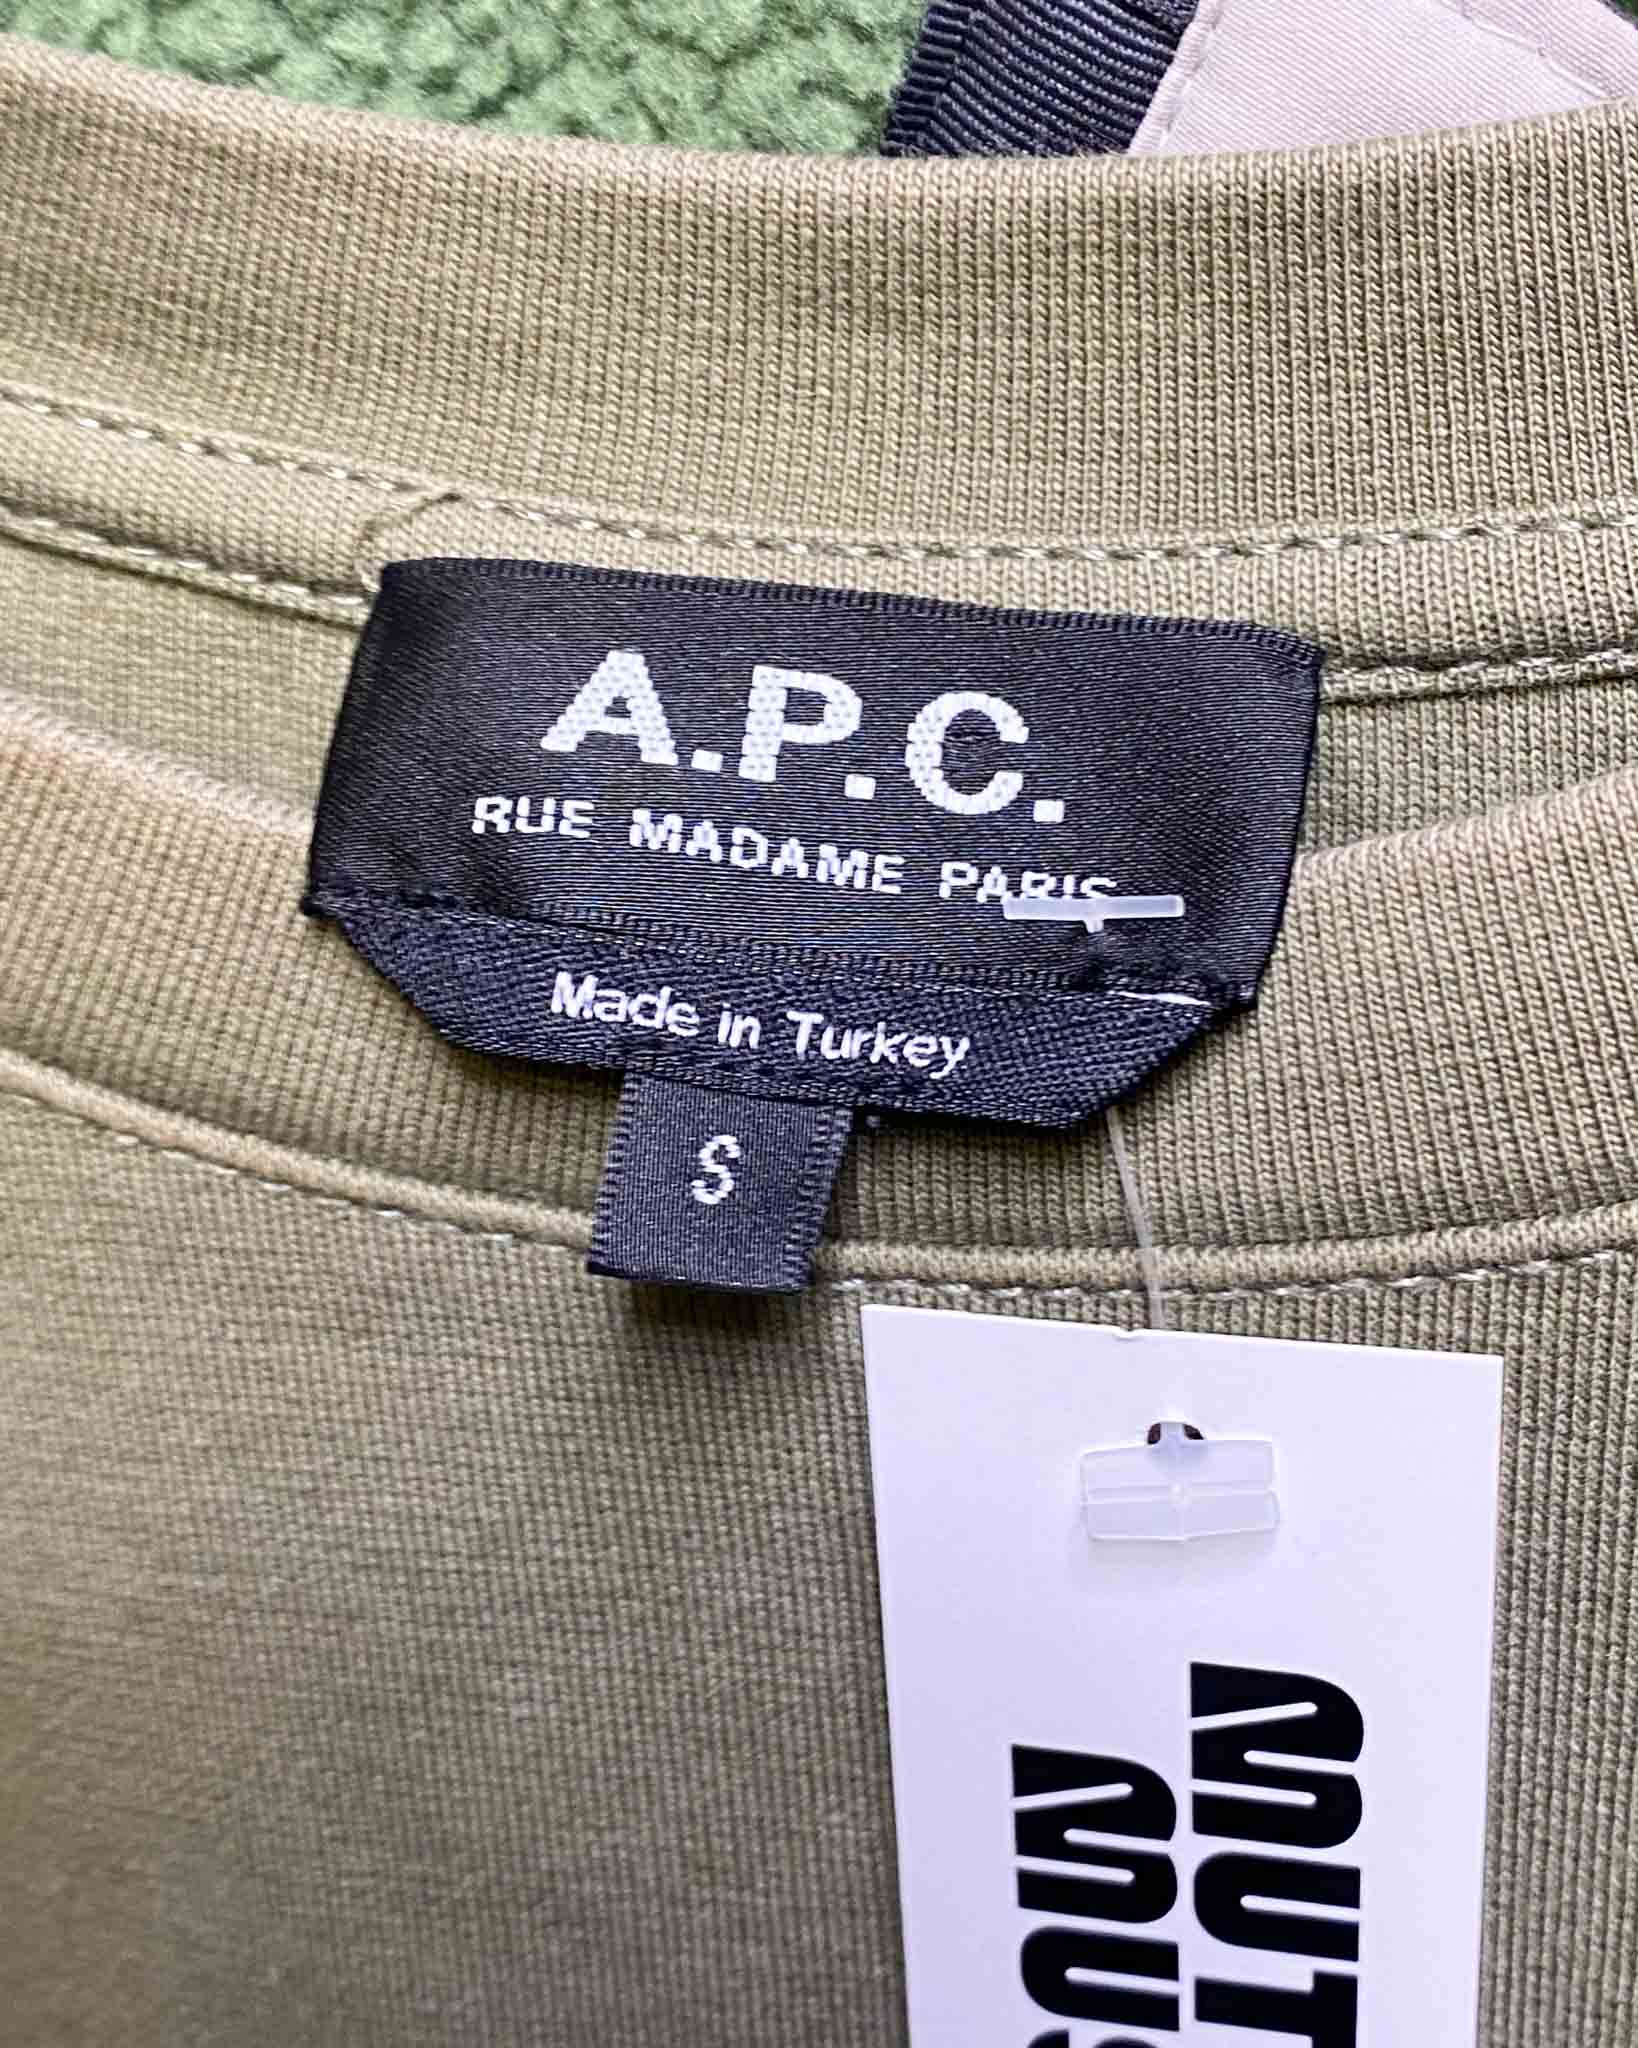 A.P.C.
RUE MADAME PARIS
Made in Turkey
S